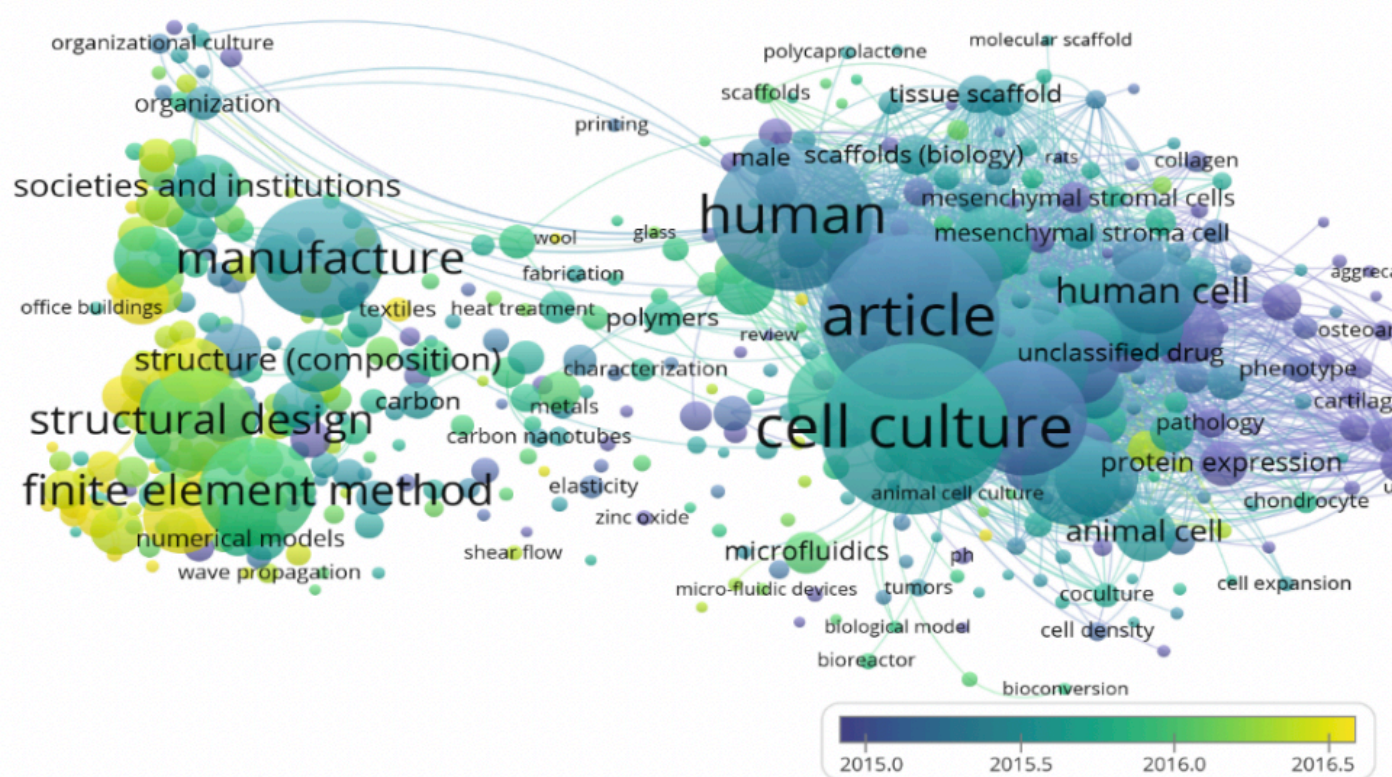 molecular scaffold
organizational culture
polycaprolactone
scaffolds
tissue scaffold
organization
printing
male
scaffolds (biology)
rats
collagen
societies and institutions
mesenchymal stromal cells
human
wool
glass
mesenchymal stroma cell
manufacture
fabrication
aggreca
human cell
office buildings
textiles
heat treatment
polymers
article
review
osteoar
structure (composition)
characterization
unclassified drug
phenotype
carbon
metals
cartilag
structural design
carbon nanotubes
cell culture
pathology
protein expression
finite element method
elasticity
animal cell culture
chondrocyte
u
zinc oxide
numerical models
shear flow
microfluidics
ph
animal cell
wave propagation
micro-fluidic devices
tumors
coculture
cell expansion
biological model
cell density
bioreactor
bioconversion
2015.0 2015.5 2016.0 2016.5